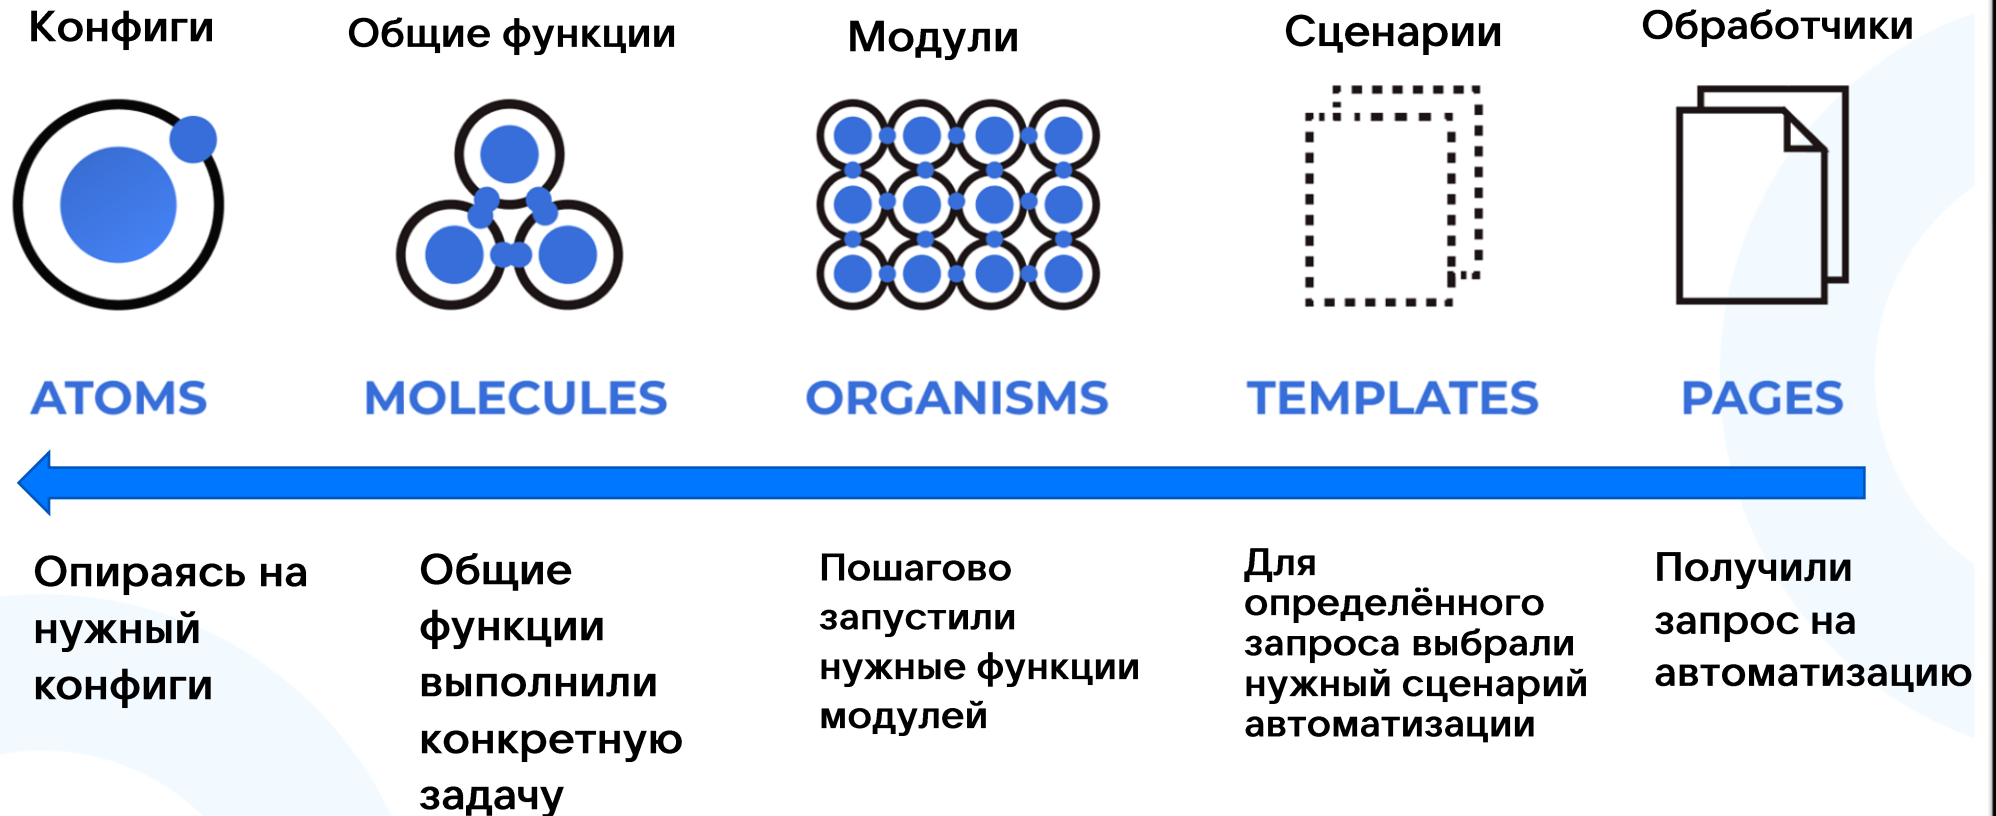 Конфиги
Общие функции
Модули
Сценарии
Обработчики
ATOMS
MOLECULES
ORGANISMS
TEMPLATES
PAGES
Опираясь на
нужный
конфиги
Общие
функции
выполнили
конкретную
задачу
Пошагово
запустили
нужные функции
модулей
Для
определённого
запроса выбрали
нужный сценарий
автоматизации
Получили
запрос на
автоматизацию